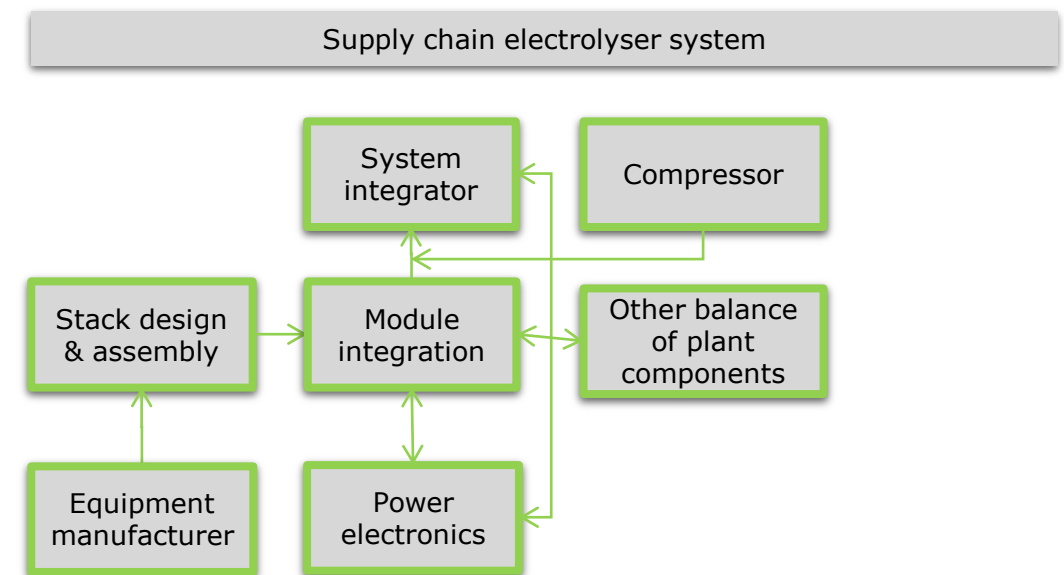 Supply chain electrolyser system
System
integrator
Compressor
Stack design
& assembly
Module
integration
Other balance
of plant
components
Equipment
manufacturer
Power
electronics